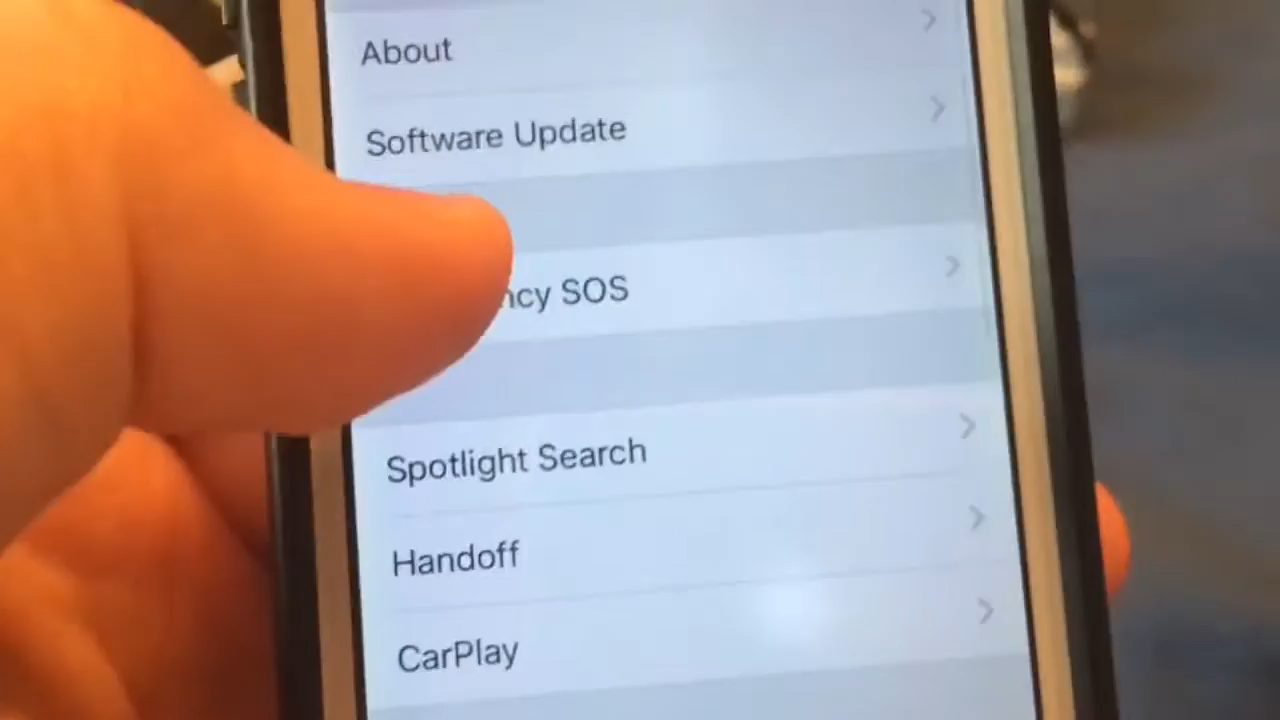 About
Software Update
ncy SOS
Spotlight Search
Handoff
CarPlay